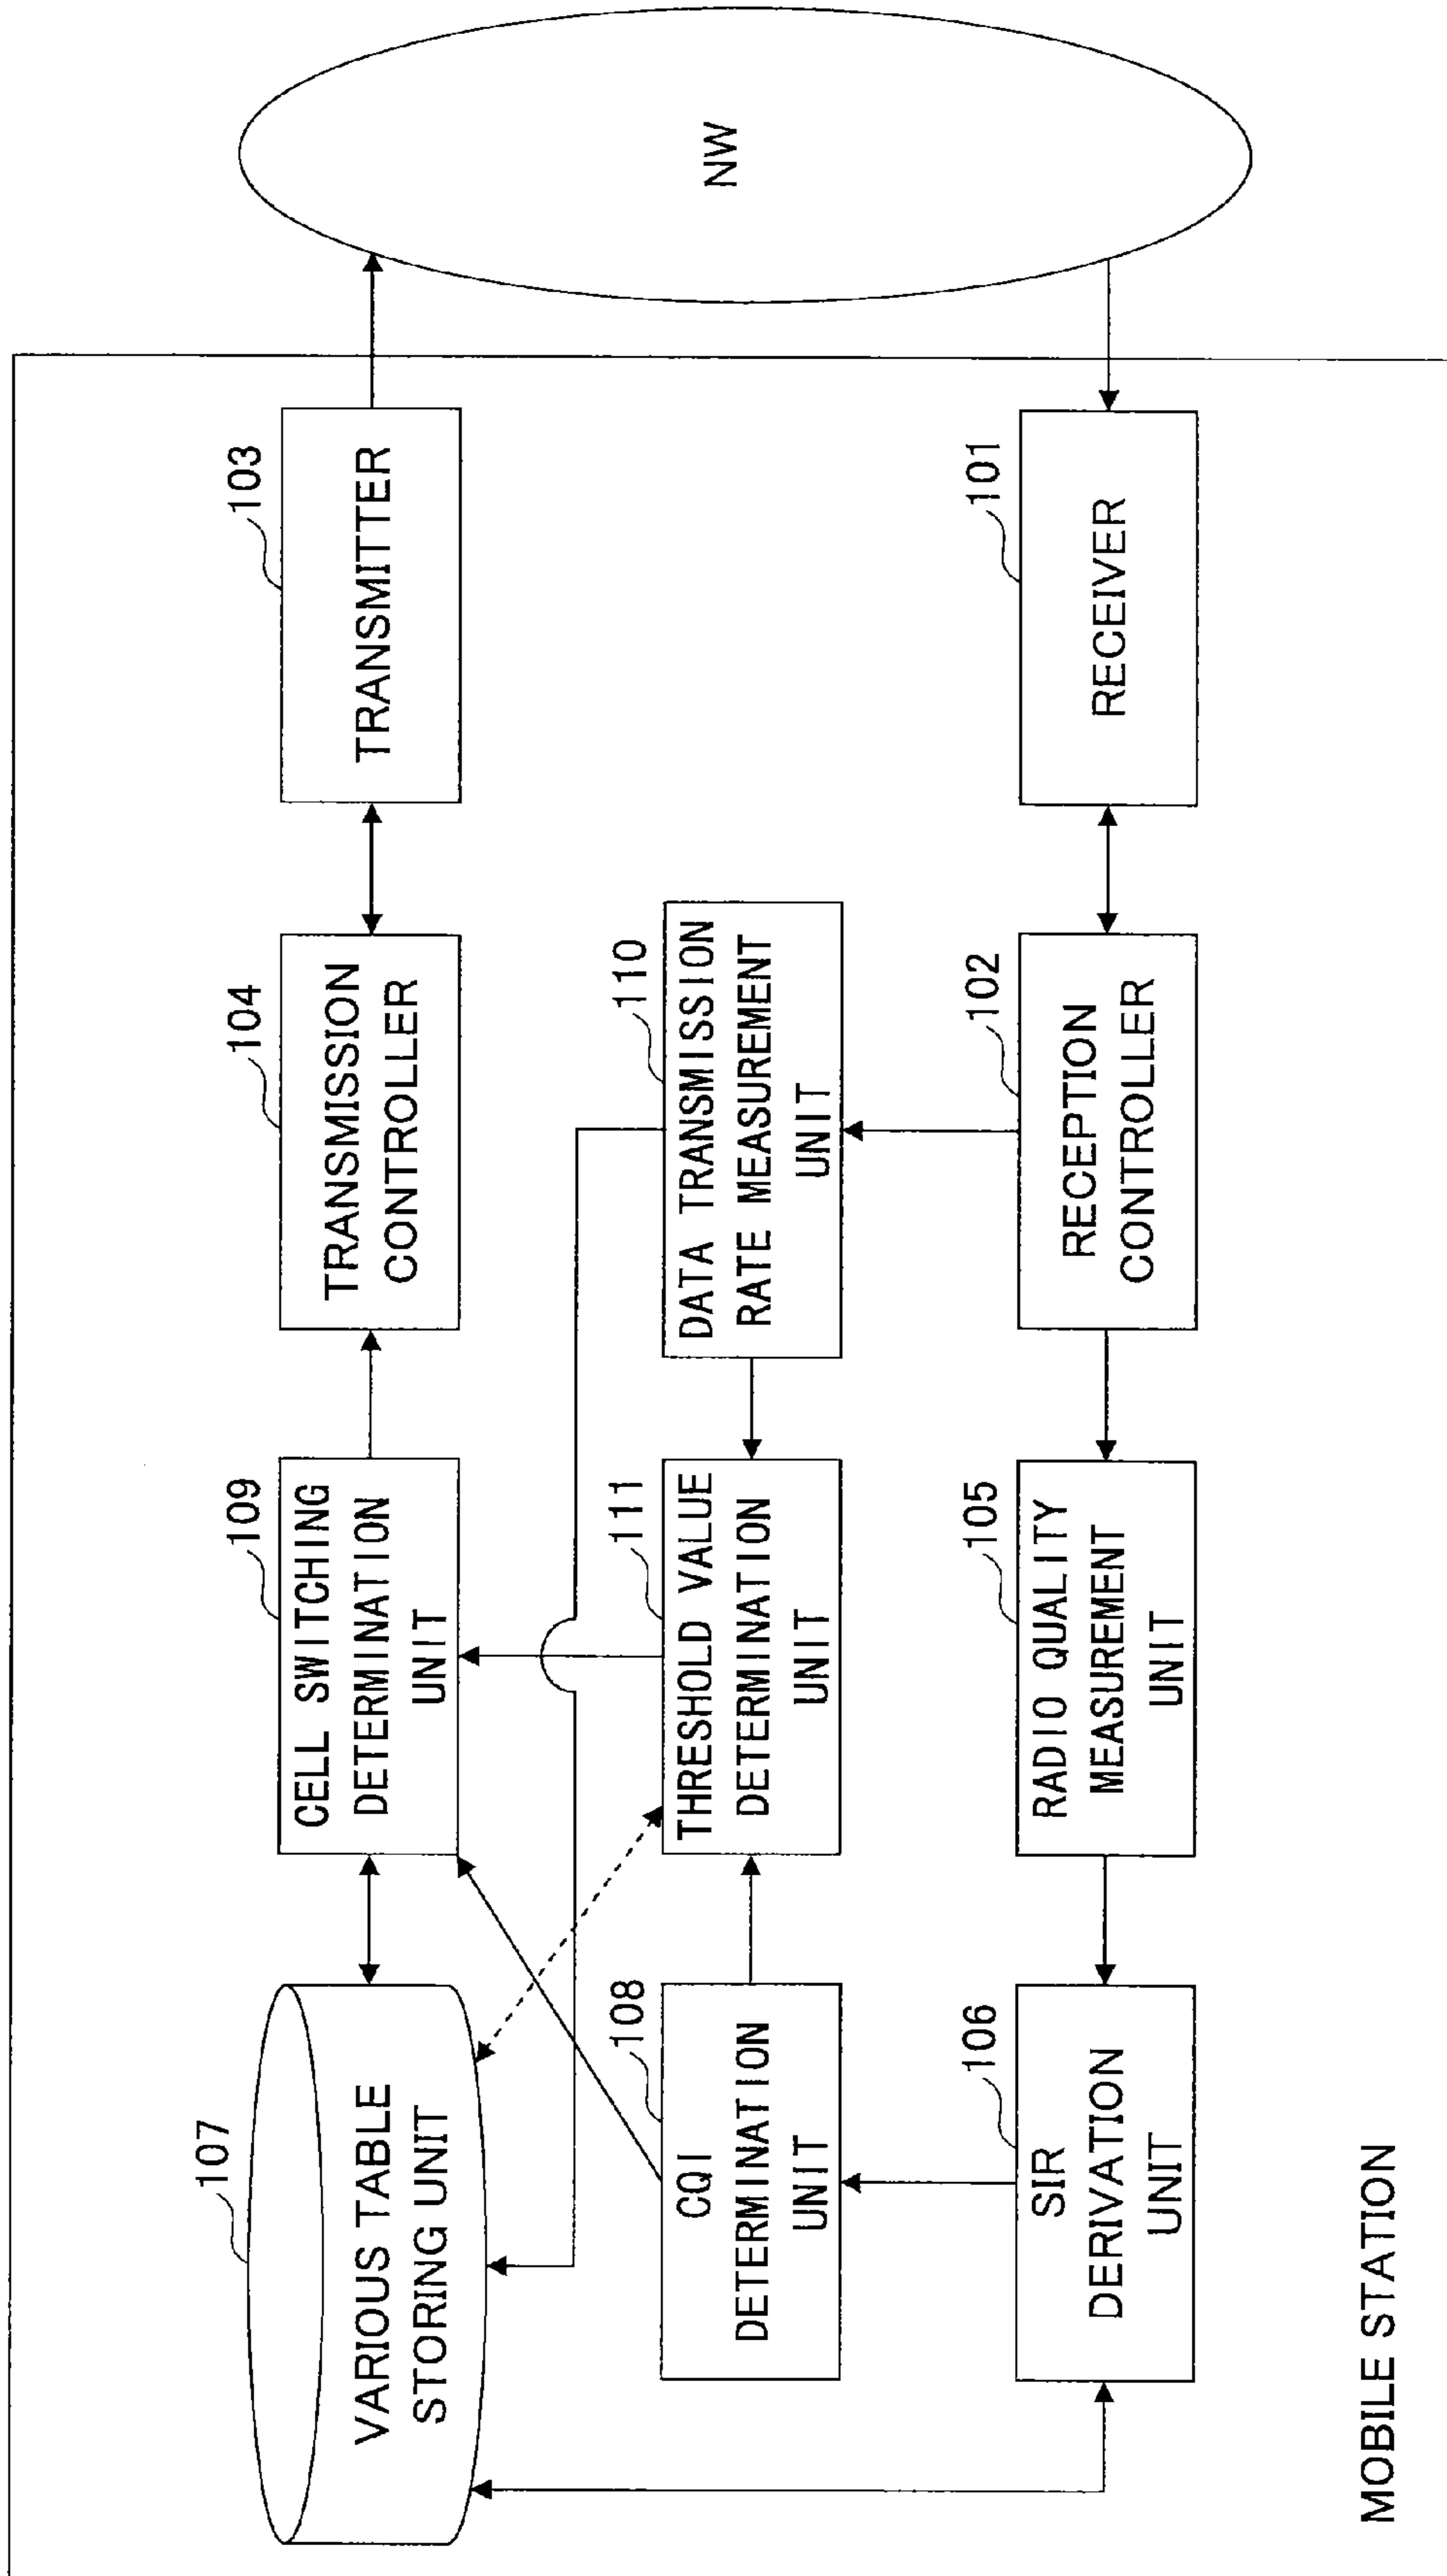 107
VARIOUS TABLE
STORING UNIT
109
CELL SWITCHING
DETERMINATION
UNIT
104
TRANSMISSION
CONTROLLER
103
TRANSMITTER
NW
108
CQI
DETERMINATION
UNIT
111
THRESHOLD VALUE
DETERMINATION
UNIT
110
DATA TRANSMISSION
RATE MEASUREMENT
UNIT
106
SIR
DERIVATION
UNIT
105
RADIO QUALITY
MEASUREMENT
UNIT
102
RECEPTION
CONTROLLER
101
RECEIVER
MOBILE STATION